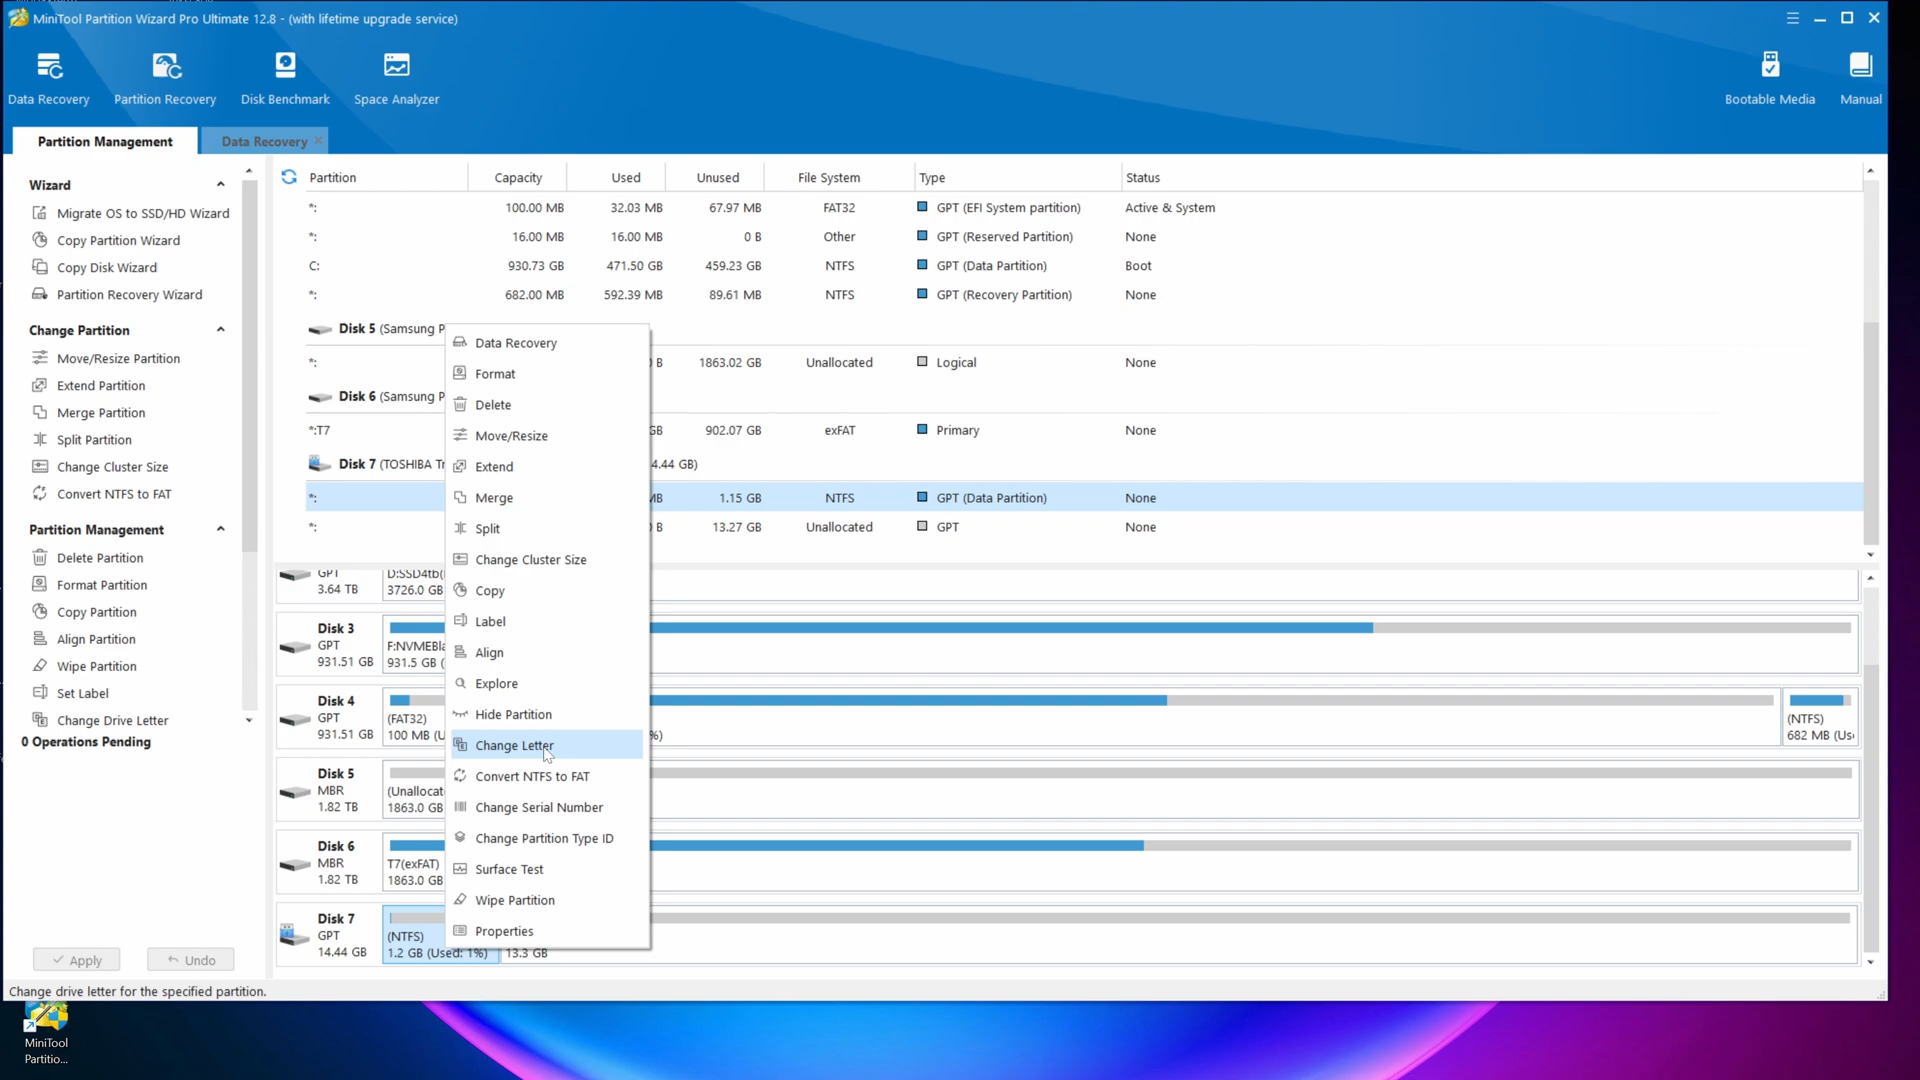 MiniTool Partition Wizard Pro Ultimate 12.8 - (with lifetime upgrade service)
Data Recovery
Partition Recovery
Disk Benchmark
Space Analyzer
Bootable Media
Manual
Partition Management
Data Recovery
Wizard
Migrate OS to SSD/HD Wizard
Copy Partition Wizard
Copy Disk Wizard
Partition Recovery Wizard
Change Partition
Move/Resize Partition
Extend Partition
Merge Partition
Split Partition
Change Cluster Size
Convert NTFS to FAT
Partition Management
Delete Partition
Format Partition
Copy Partition
Align Partition
Wipe Partition
Set Label
Change Drive Letter
0 Operations Pending
Apply
Undo
Partition Capacity Used Unused File System Type Status
*: 100.00 MB 32.03 MB 67.97 MB FAT32 GPT (EFI System partition) Active & System
*: 16.00 MB 16.00 MB 0 B Other GPT (Reserved Partition) None
C: 930.73 GB 471.50 GB 459.23 GB NTFS GPT (Data Partition) Boot
*: 682.00 MB 592.39 MB 89.61 MB NTFS GPT (Recovery Partition) None
Disk 5 (Samsung P
*: 0 B 1863.02 GB Unallocated Logical None
Disk 6 (Samsung P
*:T7 GB 902.07 GB exFAT Primary None
Disk 7 (TOSHIBA Tr 4.44 GB)
*: MB 1.15 GB NTFS GPT (Data Partition) None
*: 0 B 13.27 GB Unallocated GPT None
Data Recovery
Format
Delete
Move/Resize
Extend
Merge
Split
Change Cluster Size
Copy
Label
Align
Explore
Hide Partition
Change Letter
Convert NTFS to FAT
Change Serial Number
Change Partition Type ID
Surface Test
Wipe Partition
Properties
GPT
3.64 TB
D:SSD4tb(
3726.0 GB
Disk 3
GPT
931.51 GB
F:NVMEBla
931.5 GB (
Disk 4
GPT
931.51 GB
(FAT32)
100 MB (U
%)
(NTFS)
682 MB (Us
Disk 5
MBR
1.82 TB
(Unallocat
1863.0 GB
Disk 6
MBR
1.82 TB
T7(exFAT)
1863.0 GB
Disk 7
GPT
14.44 GB
(NTFS)
1.2 GB (Used: 1%)
13.3 GB
Change drive letter for the specified partition.
MiniTool
Partitio...